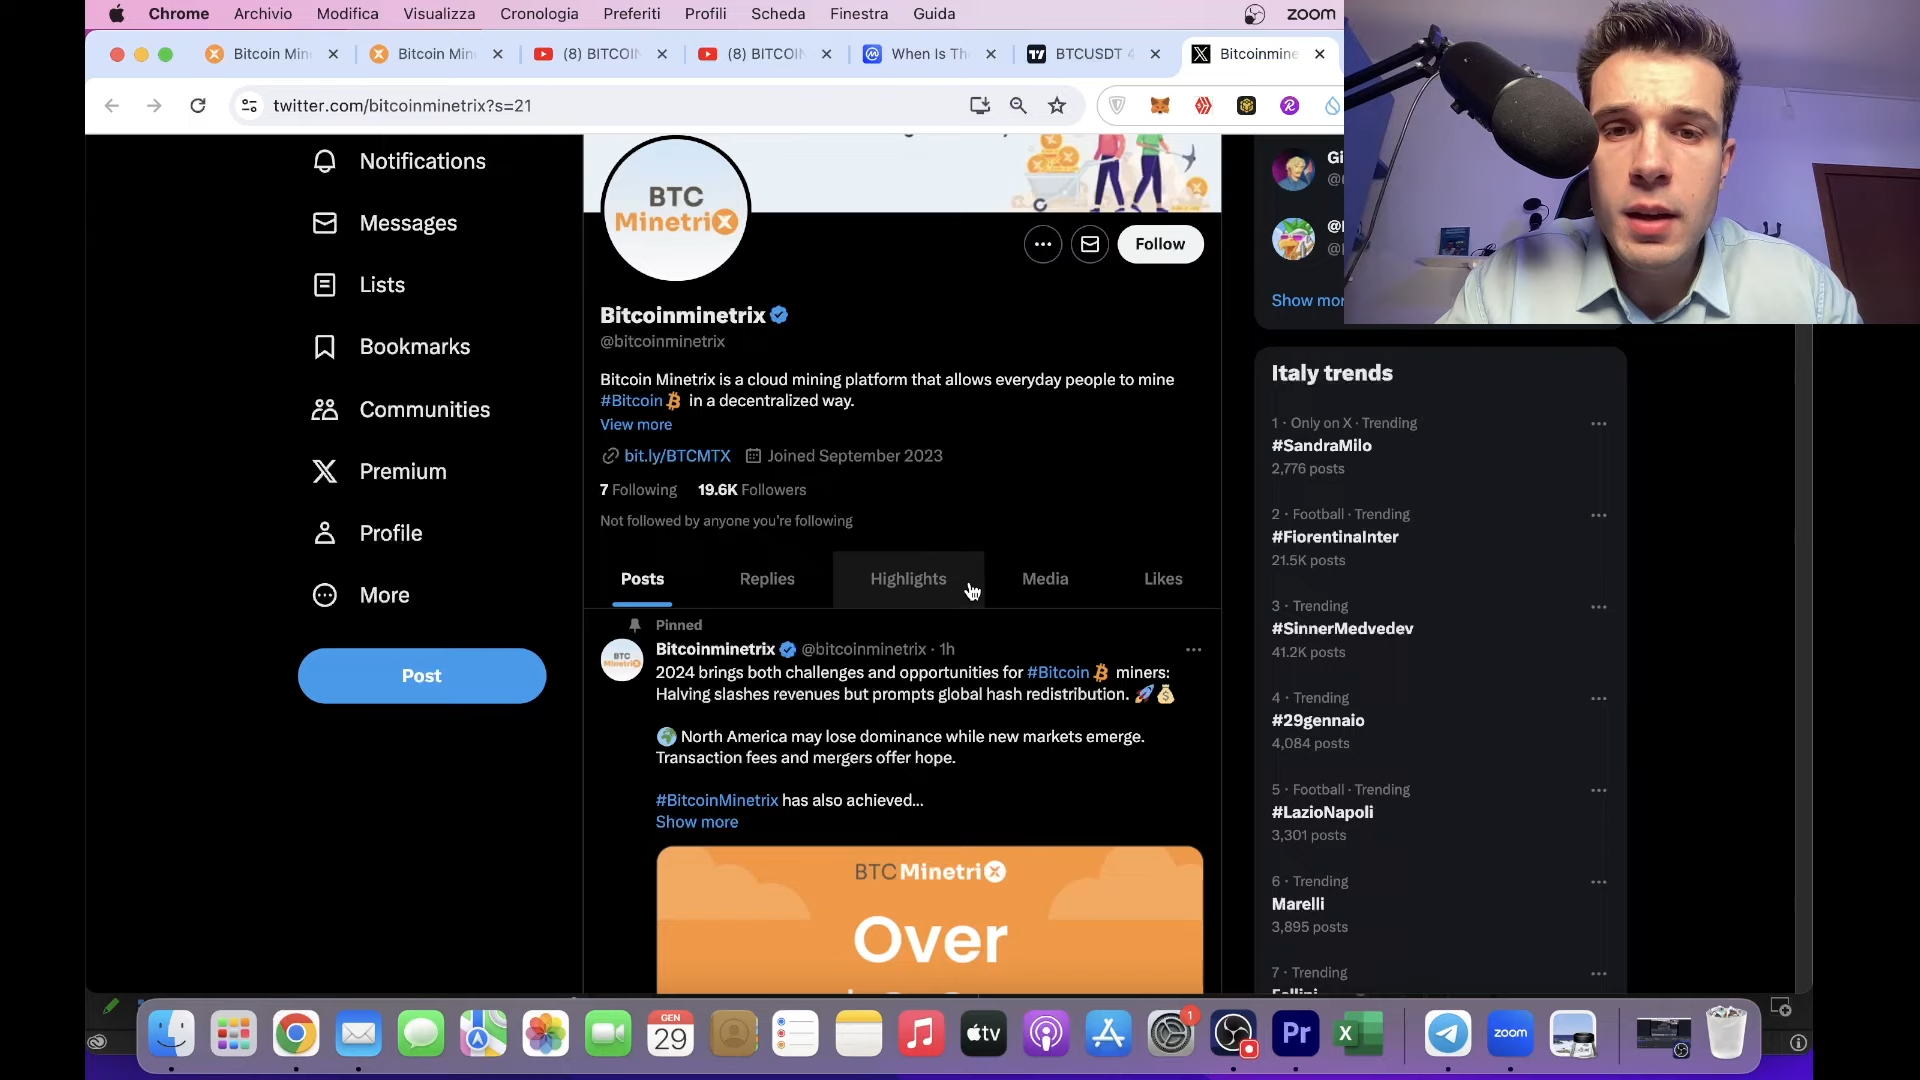 Chrome Archivio Modifica Visualizza Cronologia Preferiti Profili Scheda Finestra Guida zoom
Bitcoin Min Bitcoin Min (8) BITCOIN (8) BITCOIN When Is The BTCUSDT 4 Bitcoinmine
twitter.com/bitcoinminetrix?s=21
Notifications
Messages
Lists
Bookmarks
Communities
Premium
Profile
More
Post
BTC
Minetrix
Follow
Bitcoinminetrix
@bitcoinminetrix
Bitcoin Minetrix is a cloud mining platform that allows everyday people to mine
#Bitcoin in a decentralized way.
View more
bit.ly/BTCMTX Joined September 2023
7 Following 19.6K Followers
Not followed by anyone you're following
Posts Replies Highlights Media Likes
Pinned
Bitcoinminetrix @bitcoinminetrix · 1h
2024 brings both challenges and opportunities for #Bitcoin miners:
Halving slashes revenues but prompts global hash redistribution. 🚀💰
🌍 North America may lose dominance while new markets emerge.
Transaction fees and mergers offer hope.
#BitcoinMinetrix has also achieved...
Show more
BTC Minetrix
Over
Gi
@
@
Show mor
Italy trends
1 · Only on X · Trending
#SandraMilo
2,776 posts
2 · Football · Trending
#FiorentinaInter
21.5K posts
3 · Trending
#SinnerMedvedev
41.2K posts
4 · Trending
#29gennaio
4,084 posts
5 · Football · Trending
#LazioNapoli
3,301 posts
6 · Trending
Marelli
3,895 posts
7 · Trending
Fellini
GEN
29
tv
1
Pr
X
zoom